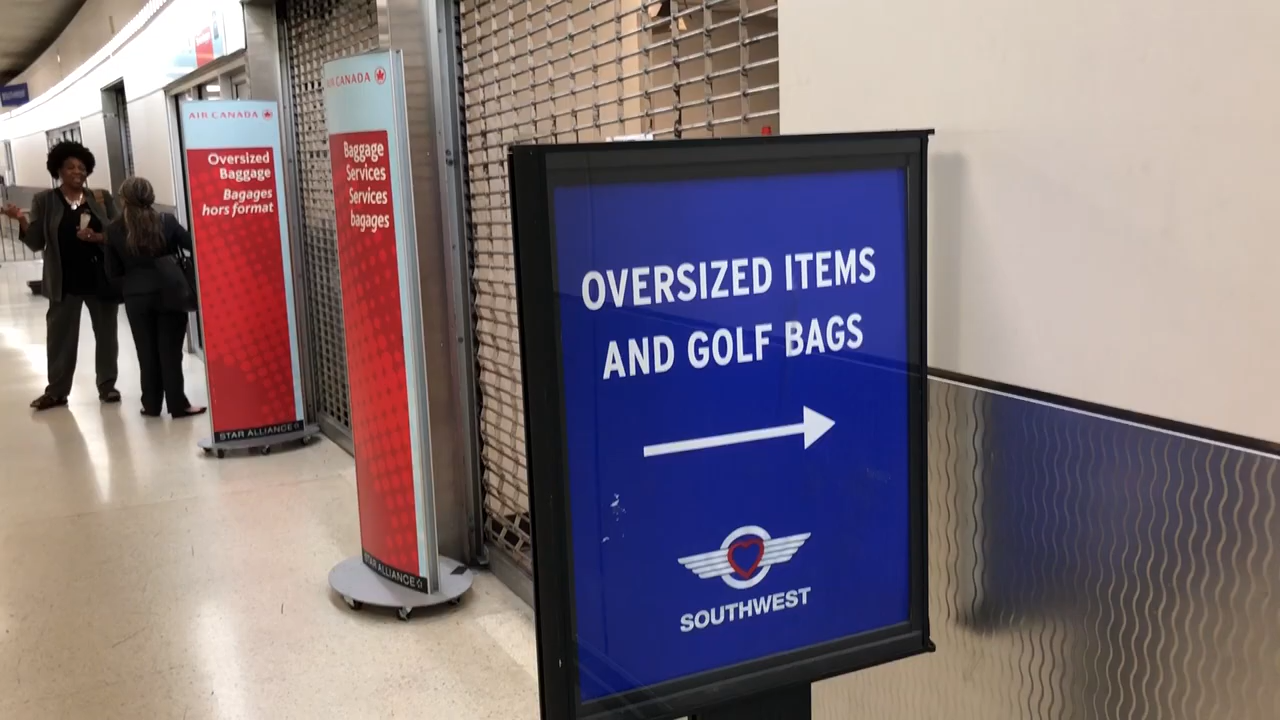 AIR CANADA
Oversized
Baggage
Bagages
hors format
STAR ALLIANCE
AIR CANADA
Baggage
Services
Services
bagages
STAR ALLIANCE
OVERSIZED ITEMS
AND GOLF BAGS
SOUTHWEST